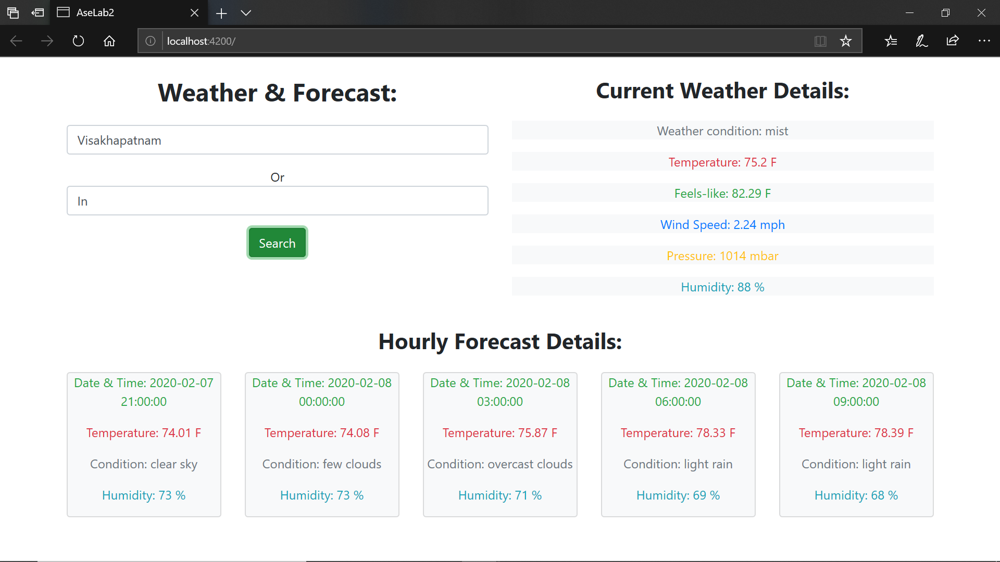 AseLab2
localhost:4200/
Weather & Forecast:
Visakhapatnam
Or
In
Search
Current Weather Details:
Weather condition: mist
Temperature: 75.2 F
Feels-like: 82.29 F
Wind Speed: 2.24 mph
Pressure: 1014 mbar
Humidity: 88 %
Hourly Forecast Details:
Date & Time: 2020-02-07
21:00:00
Temperature: 74.01 F
Condition: clear sky
Humidity: 73 %
Date & Time: 2020-02-08
00:00:00
Temperature: 74.08 F
Condition: few clouds
Humidity: 73 %
Date & Time: 2020-02-08
03:00:00
Temperature: 75.87 F
Condition: overcast clouds
Humidity: 71 %
Date & Time: 2020-02-08
06:00:00
Temperature: 78.33 F
Condition: light rain
Humidity: 69 %
Date & Time: 2020-02-08
09:00:00
Temperature: 78.39 F
Condition: light rain
Humidity: 68 %